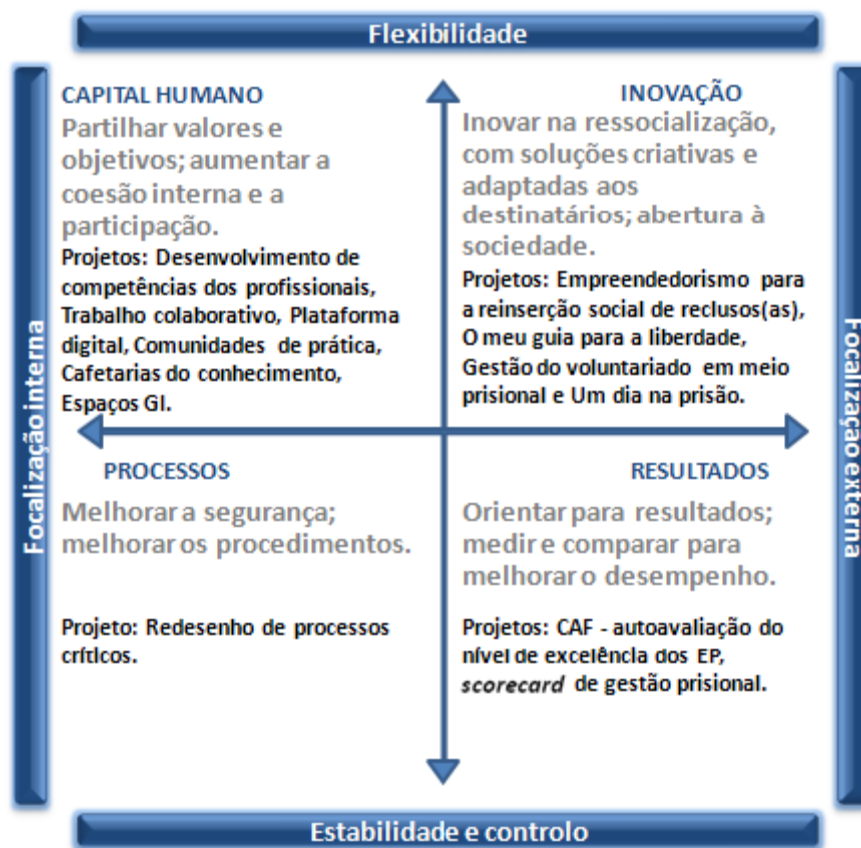 Flexibilidade
Focalização interna
CAPITAL HUMANO
Partilhar valores e
objetivos; aumentar a
coesão interna e a
participação.
Projetos: Desenvolvimento de
competências dos profissionais,
Trabalho colaborativo, Plataforma
digital, Comunidades de prática,
Cafetarias do conhecimento,
Espaços GI.
INOVAÇÃO
Inovar na ressocialização,
com soluções criativas e
adaptadas aos
destinatários; abertura à
sociedade.
Projetos: Empreendedorismo para
a reinserção social de reclusos(as),
O meu guia para a liberdade,
Gestão do voluntariado em meio
prisional e Um dia na prisão.
Focalização externa
PROCESSOS
Melhorar a segurança;
melhorar os procedimentos.
Projeto: Redesenho de processos
críticos.
RESULTADOS
Orientar para resultados;
medir e comparar para
melhorar o desempenho.
Projetos: CAF - autoavaliação do
nível de excelência dos EP,
scorecard de gestão prisional.
Estabilidade e controlo